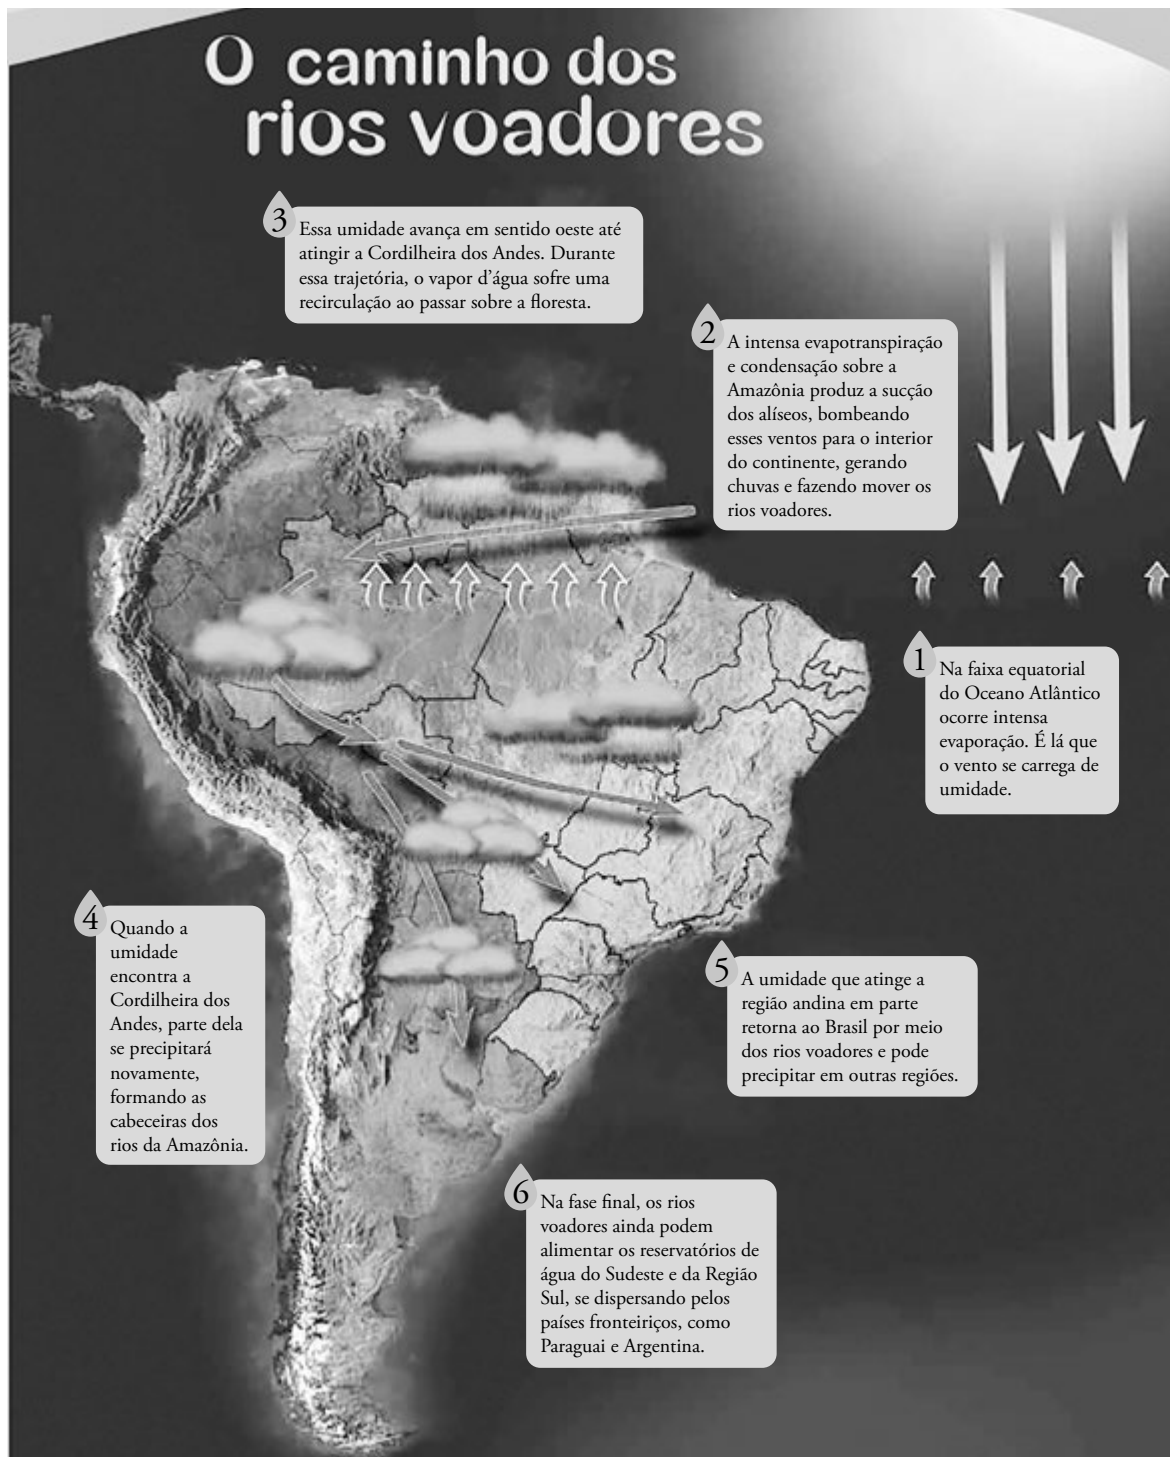 O caminho dos
rios voadores
3
Essa umidade avança em sentido oeste até
atingir a Cordilheira dos Andes. Durante
essa trajetória, o vapor d’água sofre uma
recirculação ao passar sobre a floresta.
2
A intensa evapotranspiração
e condensação sobre a
Amazônia produz a sucção
dos alíseos, bombeando
esses ventos para o interior
do continente, gerando
chuvas e fazendo mover os
rios voadores.
1
Na faixa equatorial
do Oceano Atlântico
ocorre intensa
evaporação. É lá que
o vento se carrega de
umidade.
4
Quando a
umidade
encontra a
Cordilheira dos
Andes, parte dela
se precipitará
novamente,
formando as
cabeceiras dos
rios da Amazônia.
5
A umidade que atinge a
região andina em parte
retorna ao Brasil por meio
dos rios voadores e pode
precipitar em outras regiões.
6
Na fase final, os rios
voadores ainda podem
alimentar os reservatórios de
água do Sudeste e da Região
Sul, se dispersando pelos
países fronteiriços, como
Paraguai e Argentina.